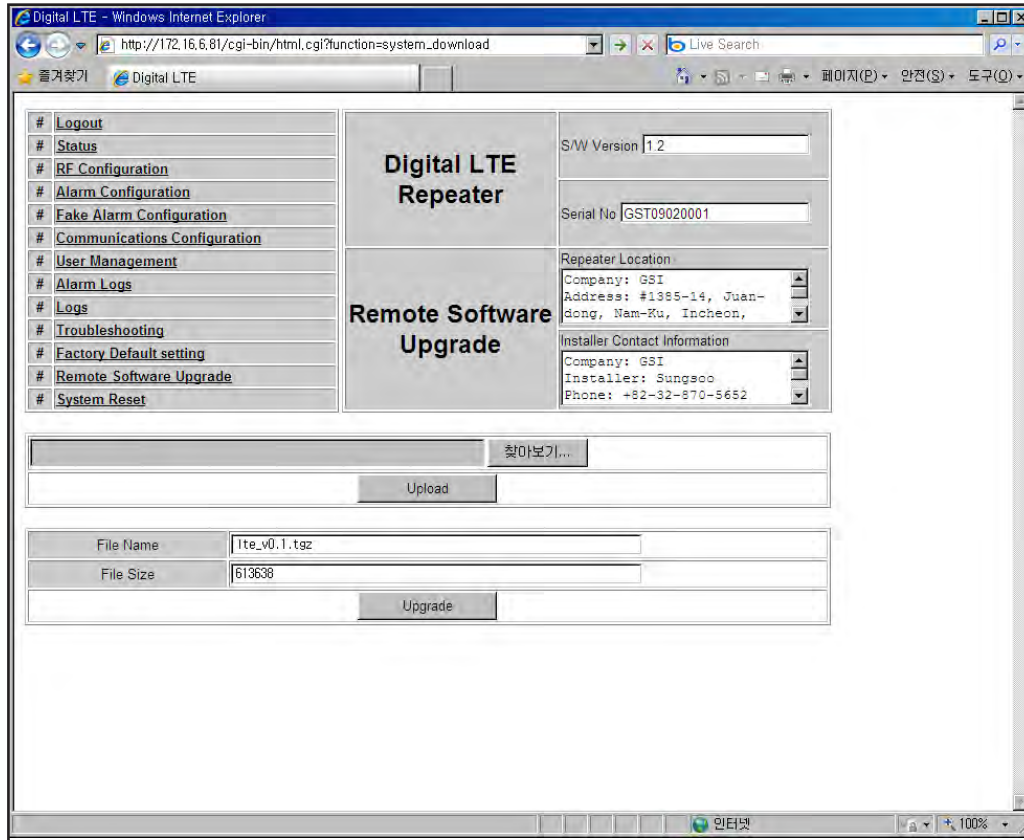 Digital LTE - Windows Internet Explorer
http://172.16.6.81/cgi-bin/html.cgi?function=system_download
Live Search
즐겨찾기
Digital LTE
페이지(P)
안전(S)
도구(O)
# Logout
# Status
# RF Configuration
# Alarm Configuration
# Fake Alarm Configuration
# Communications Configuration
# User Management
# Alarm Logs
# Logs
# Troubleshooting
# Factory Default setting
# Remote Software Upgrade
# System Reset
Digital LTE
Repeater
S/W Version 1.2
Serial No GST09020001
Remote Software
Upgrade
Repeater Location
Company: GSI
Address: #1385-14, Juan-
dong, Nam-Ku, Incheon,
Installer Contact Information
Company: GSI
Installer: Sungsoo
Phone: +82-32-870-5652
찾아보기...
Upload
File Name lte_v0.1.tgz
File Size 613638
Upgrade
인터넷
100%